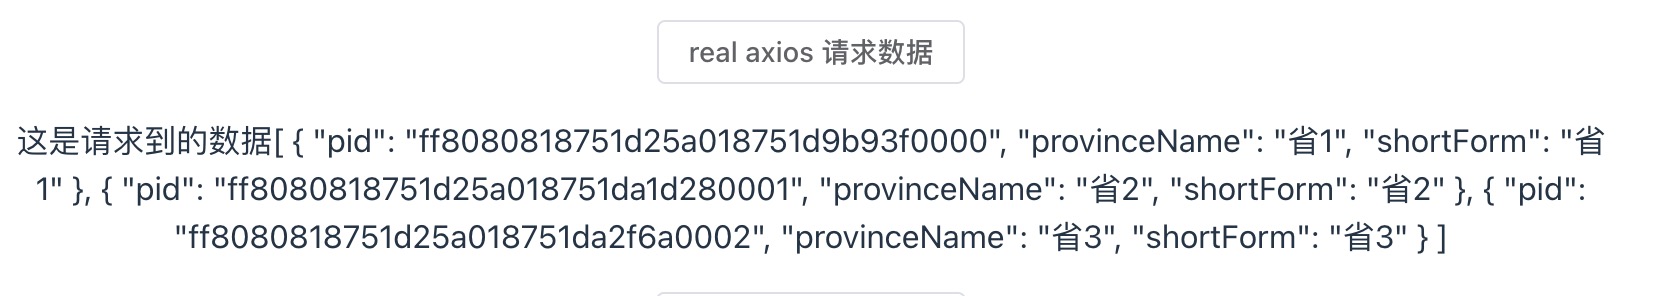 real axios 请求数据
这是请求到的数据[ { "pid": "ff8080818751d25a018751d9b93f0000", "provinceName": "省1", "shortForm": "省
1" }, { "pid": "ff8080818751d25a018751da1d280001", "provinceName": "省2", "shortForm": "省2" }, { "pid":
"ff8080818751d25a018751da2f6a0002", "provinceName": "省3", "shortForm": "省3" } ]